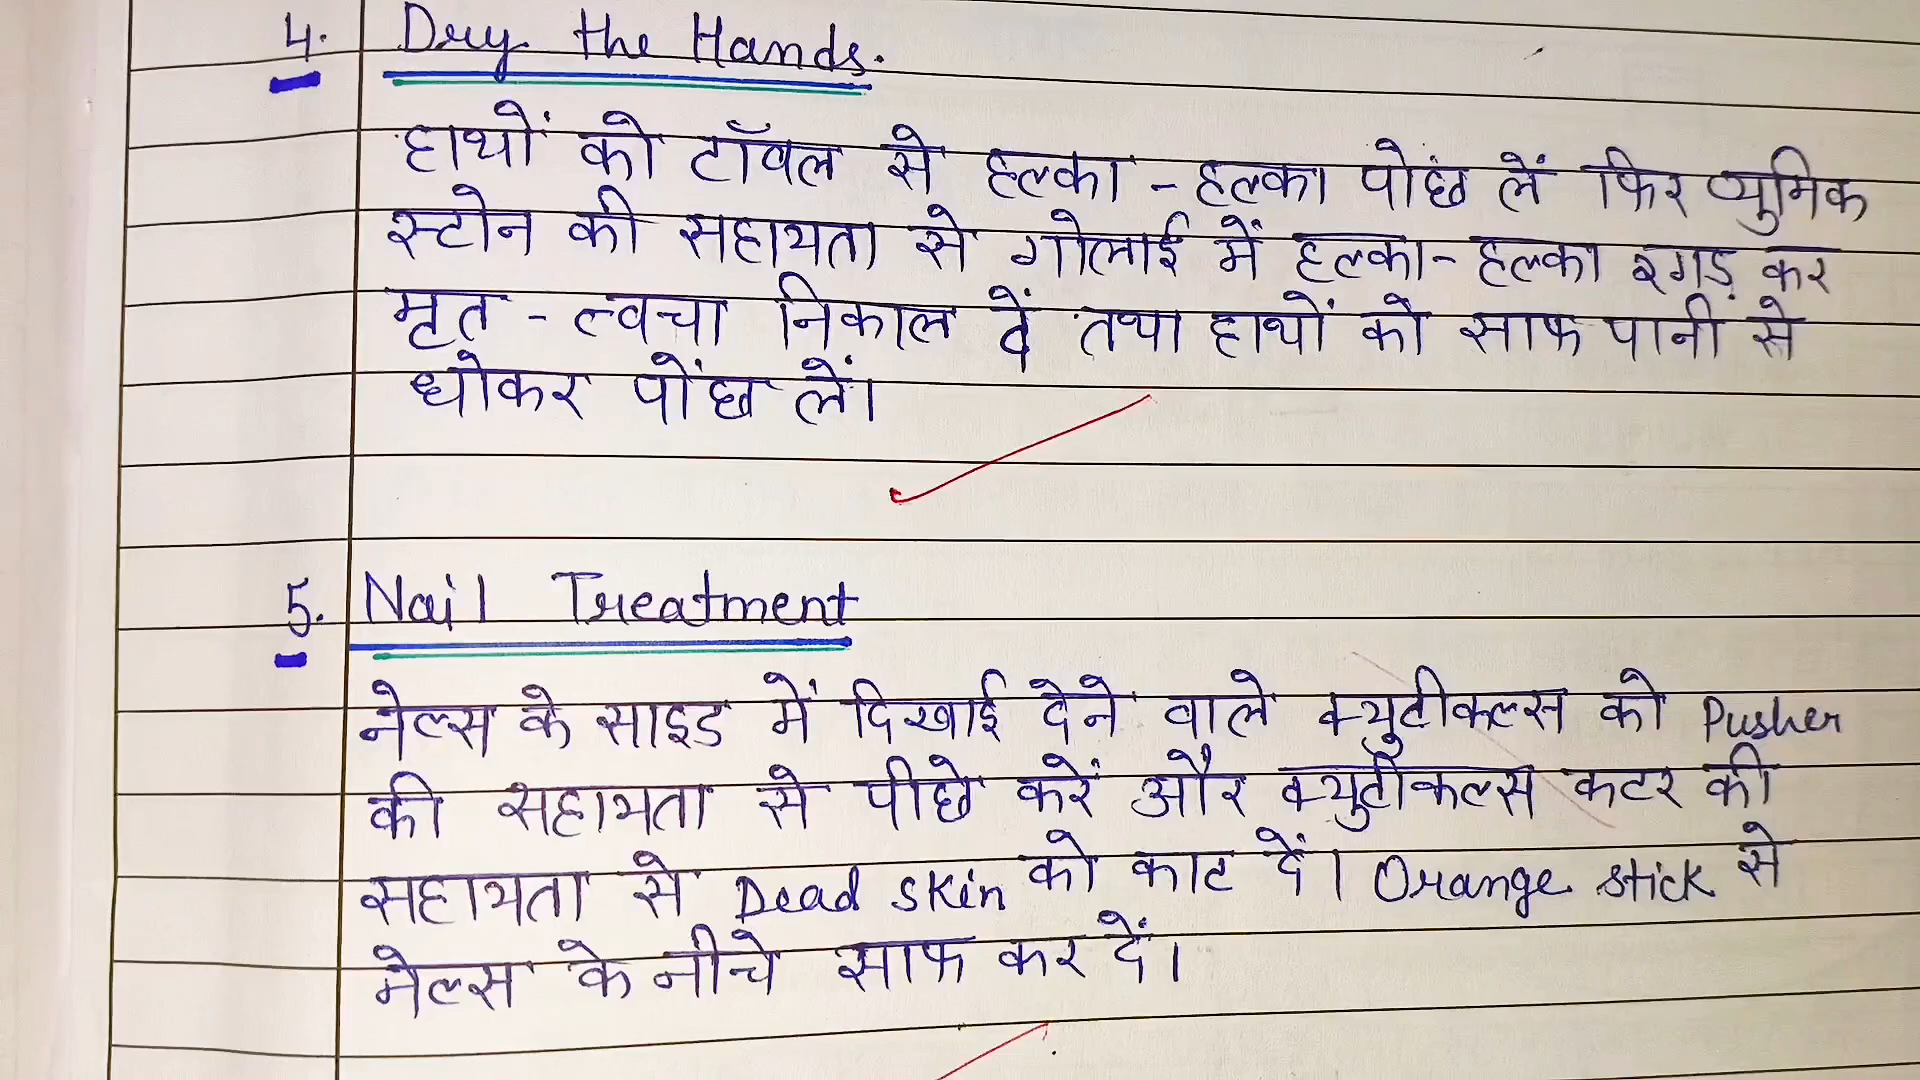 4. Dry the Hands.
हाथों को टॉवल से हल्का - हल्का पोंछ लें फिर प्युमिक
स्टोन की सहायता से गोलाई में हल्का- हल्का रगड़ कर
मृत - त्वचा निकाल दें तथा हाथों को साफ पानी से
धोकर पोंछ लें।
5. Nail Treatment
नेल्स के साइड में दिखाई देने वाले क्युटीकल्स को Pusher
की सहायता से पीछे करें और क्युटीकल्स कटर की
सहायता से Dead skin को काट दें। Orange stick से
नेल्स के नीचे साफ कर दें।